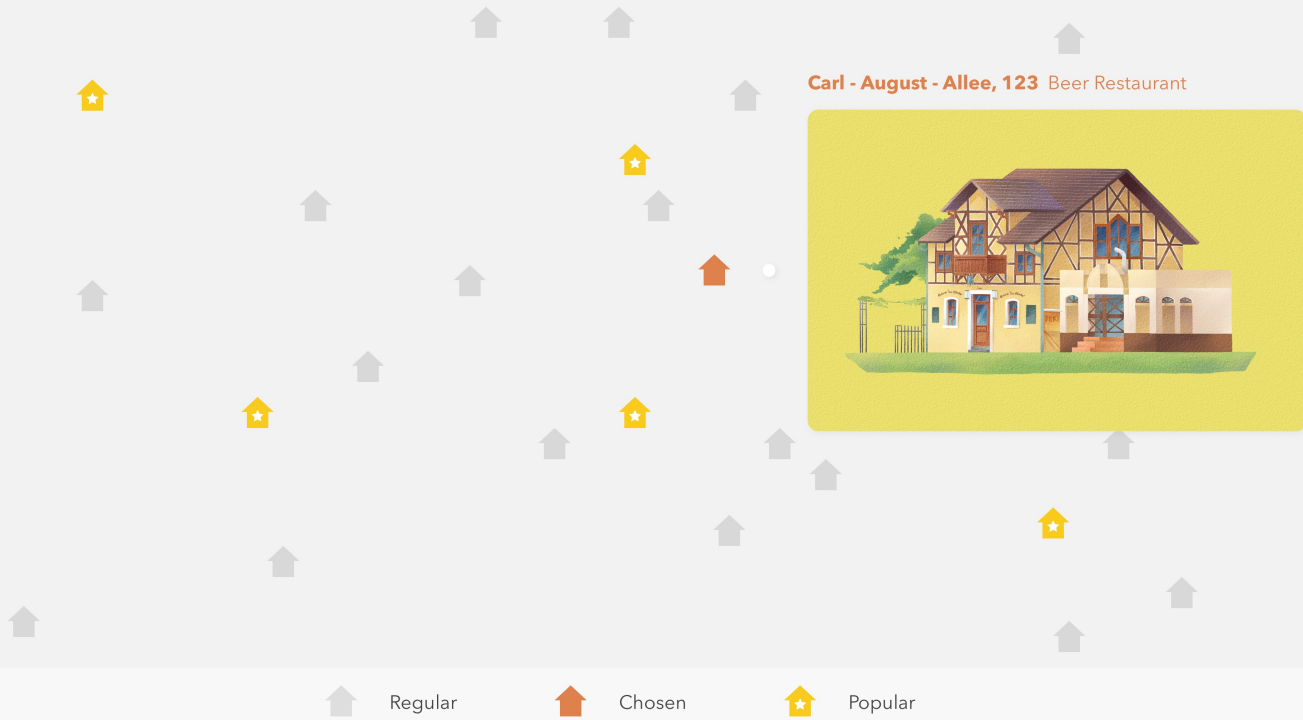 Carl - August - Allee, 123 Beer Restaurant
Regular Chosen Popular